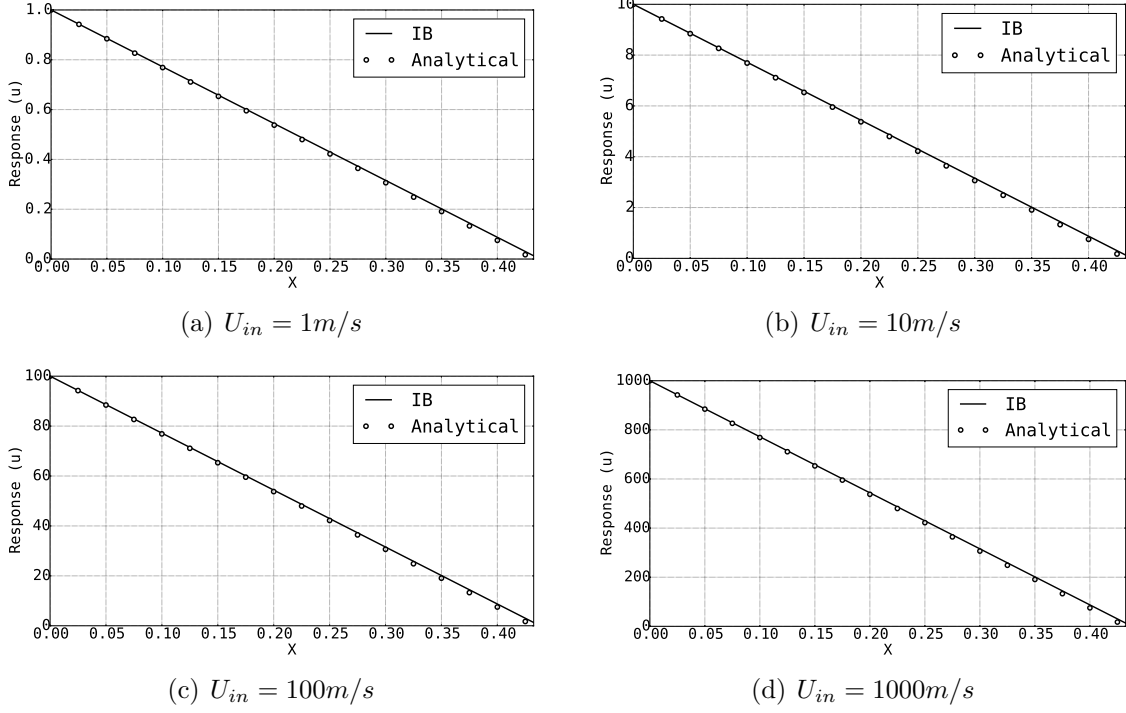 1.0
0.8
0.6
0.4
0.2
0.0
Response (u)
IB
Analytical
0.00 0.05 0.10 0.15 0.20 0.25 0.30 0.35 0.40
X
(a) U_in = 1m/s
10
8
6
4
2
0
Response (u)
IB
Analytical
0.00 0.05 0.10 0.15 0.20 0.25 0.30 0.35 0.40
X
(b) U_in = 10m/s
100
80
60
40
20
0
Response (u)
IB
Analytical
0.00 0.05 0.10 0.15 0.20 0.25 0.30 0.35 0.40
X
(c) U_in = 100m/s
1000
800
600
400
200
0
Response (u)
IB
Analytical
0.00 0.05 0.10 0.15 0.20 0.25 0.30 0.35 0.40
X
(d) U_in = 1000m/s